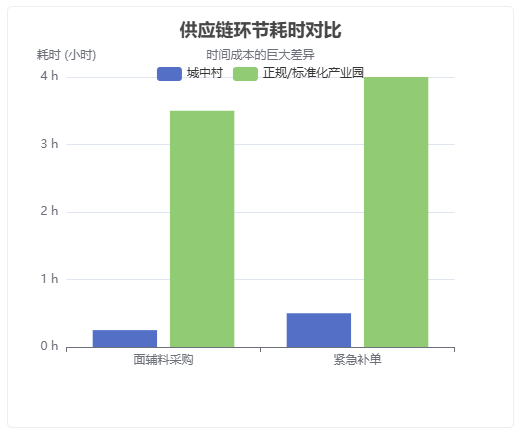 供应链环节耗时对比
耗时 (小时)
时间成本的巨大差异
城中村
正规/标准化产业园
4 h
3 h
2 h
1 h
0 h
面辅料采购
紧急补单